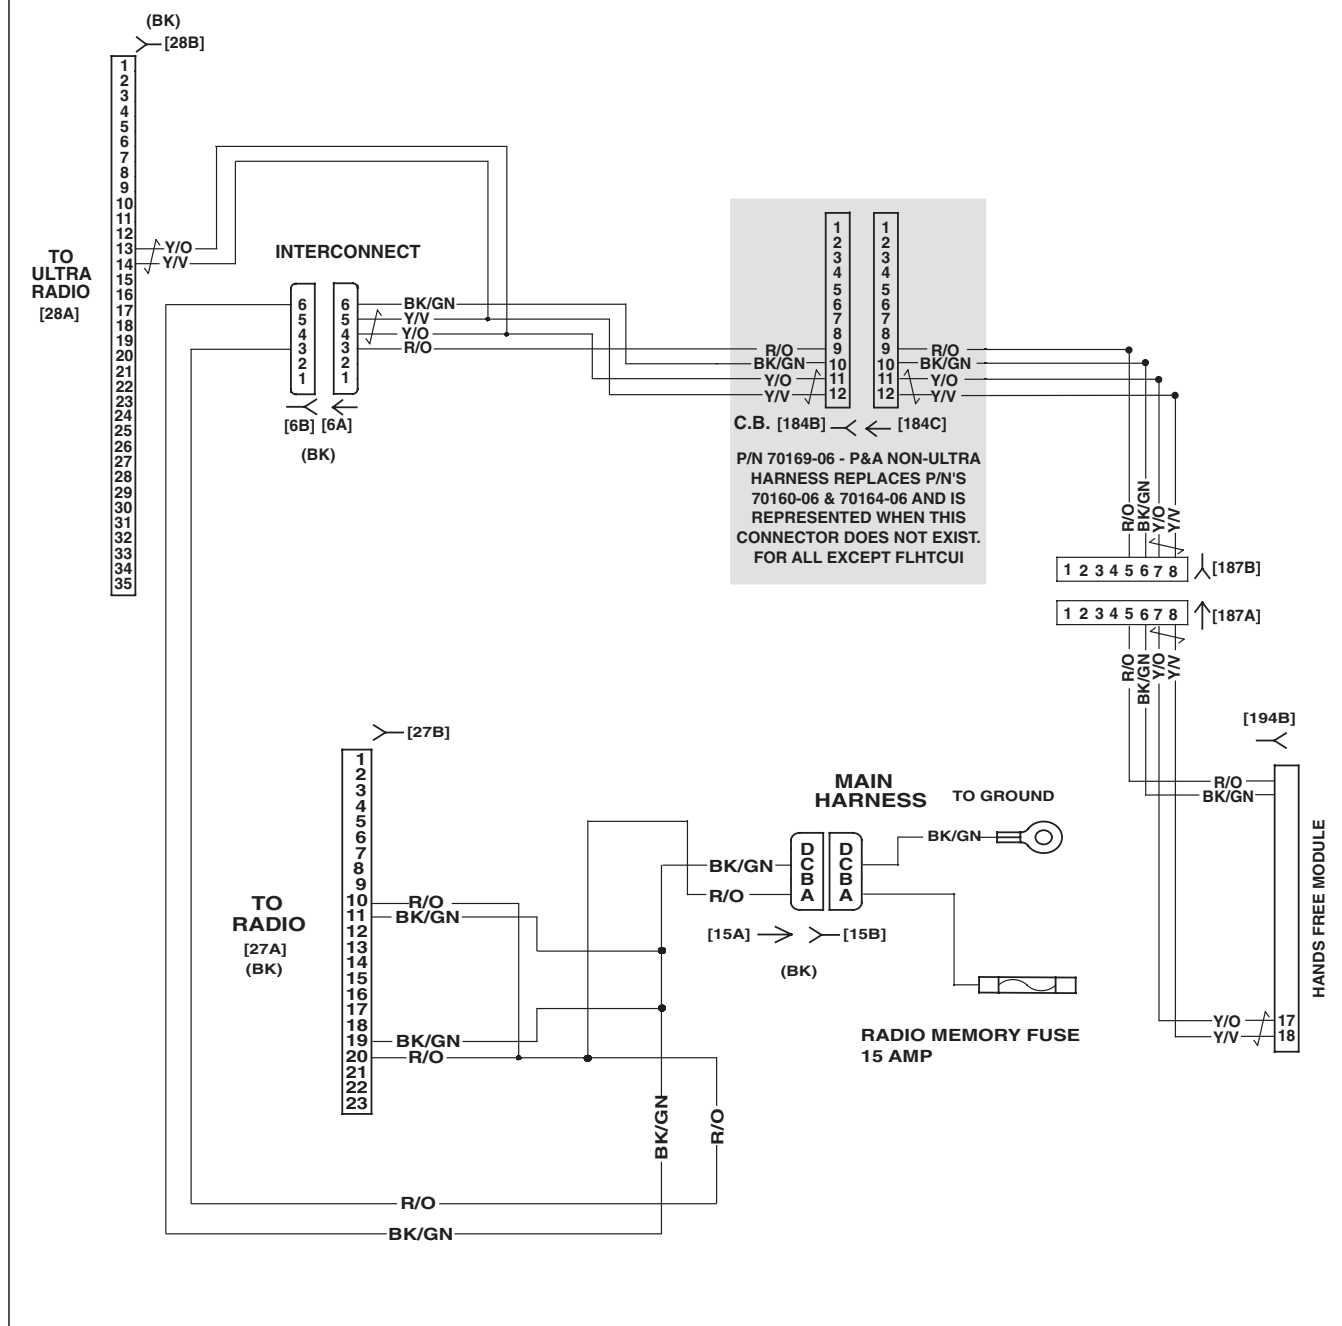 (BK)
[28B]
1
2
3
4
5
6
7
8
9
10
11
12
13
14
15
16
17
18
19
20
21
22
23
24
25
26
27
28
29
30
31
32
33
34
35
TO
ULTRA
RADIO
[28A]
Y/O
Y/V
INTERCONNECT
6
5
4
3
2
1
6
5
4
3
2
1
BK/GN
Y/V
Y/O
R/O
[6B] [6A]
(BK)
R/O
BK/GN
Y/O
Y/V
1
2
3
4
5
6
7
8
9
10
11
12
1
2
3
4
5
6
7
8
9
10
11
12
R/O
BK/GN
Y/O
Y/V
C.B. [184B] [184C]
P/N 70169-06 - P&A NON-ULTRA
HARNESS REPLACES P/N'S
70160-06 & 70164-06 AND IS
REPRESENTED WHEN THIS
CONNECTOR DOES NOT EXIST.
FOR ALL EXCEPT FLHTCUI
R/O
BK/GN
Y/O
Y/V
1 2 3 4 5 6 7 8
[187B]
1 2 3 4 5 6 7 8
[187A]
R/O
BK/GN
Y/O
Y/V
[194B]
R/O
BK/GN
Y/O
Y/V
17
18
HANDS FREE MODULE
[27B]
1
2
3
4
5
6
7
8
9
10
11
12
13
14
15
16
17
18
19
20
21
22
23
TO
RADIO
[27A]
(BK)
R/O
BK/GN
BK/GN
R/O
MAIN
HARNESS
TO GROUND
BK/GN
R/O
D
C
B
A
D
C
B
A
BK/GN
[15A] [15B]
(BK)
RADIO MEMORY FUSE
15 AMP
BK/GN
R/O
R/O
BK/GN